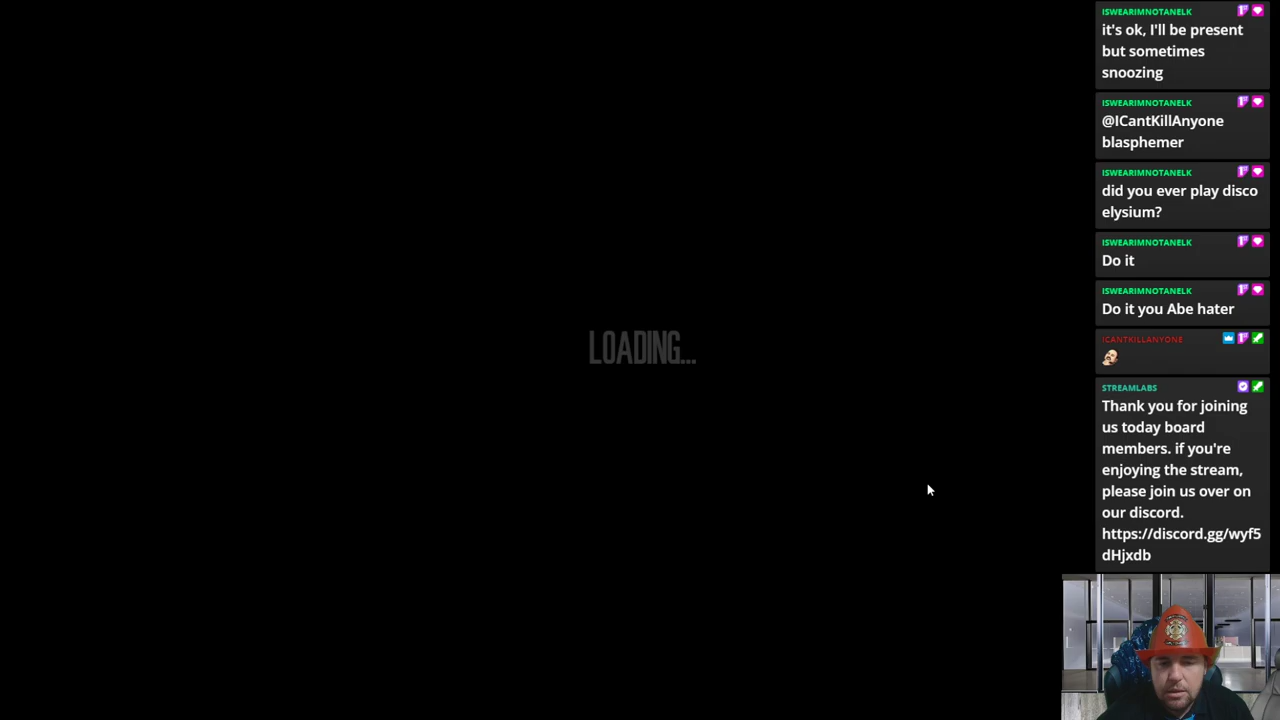 ISWEARIMNOTANELK
it's ok, I'll be present
but sometimes
snoozing
ISWEARIMNOTANELK
@ICantKillAnyone
blasphemer
ISWEARIMNOTANELK
did you ever play disco
elysium?
ISWEARIMNOTANELK
Do it
ISWEARIMNOTANELK
Do it you Abe hater
ICANTKILLANYONE
STREAMLABS
Thank you for joining
us today board
members. if you're
enjoying the stream,
please join us over on
our discord.
https://discord.gg/wyf5
dHjxdb
LOADING...